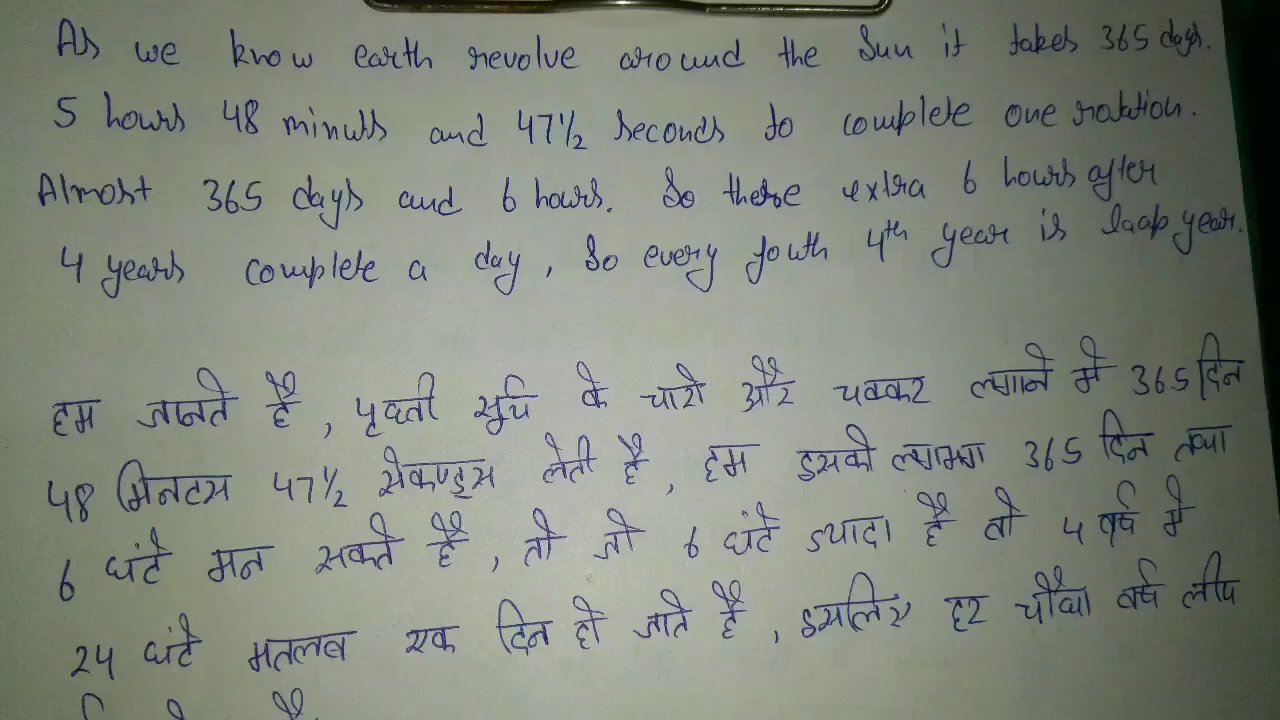 As we know earth revolve around the Sun it takes 365 days.
5 hours 48 minuts and 47½ seconds to complete one rotation.
Almost 365 days and 6 hours. So these extra 6 hours after
4 years complete a day, So every fouth 4th year is laap year.
हम जानते है, पृथ्वी सुर्य के चारो और चक्कर लगाने मे 365 दिन
48 मिनटस 47½ सेकण्ड्स लेती है, हम इसको लगभग 365 दिन तथा
6 घंटे मन सकते है, तो जो 6 घंटे ज्यादा है वो 4 वर्ष मे
24 घंटे मतलब एक दिन हो जाते है, इसलिए हर चौथा वर्ष लीप